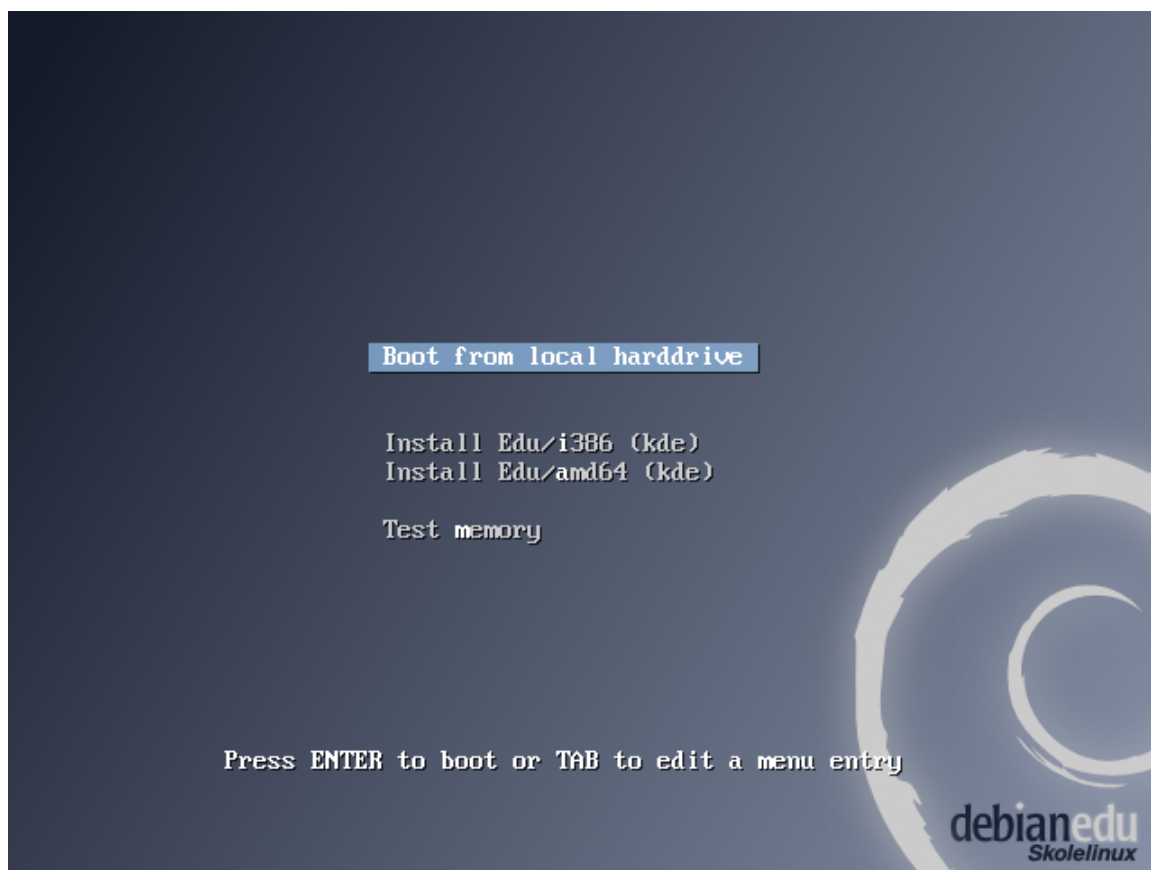 Boot from local harddrive
Install Edu/i386 (kde)
Install Edu/amd64 (kde)
Test memory
Press ENTER to boot or TAB to edit a menu entry
debianedu
Skolelinux